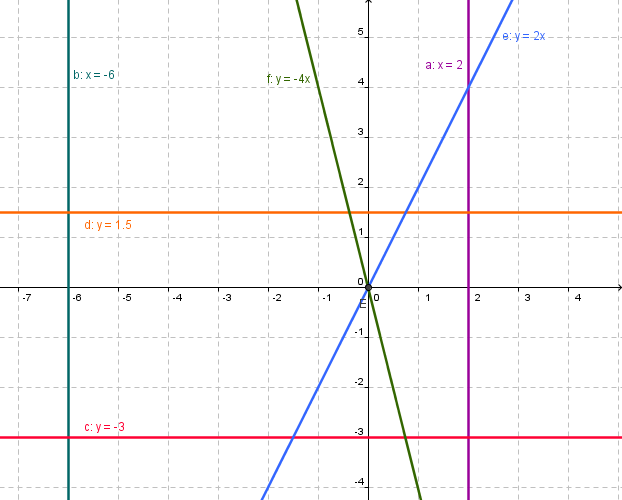 5
e: y = 2x
a: x = 2
b: x = -6
f: y = -4x
4
3
2
d: y = 1.5
1
0
-7 -6 -5 -4 -3 -2 -1 0 1 2 3 4
E
-1
-2
c: y = -3
-3
-4